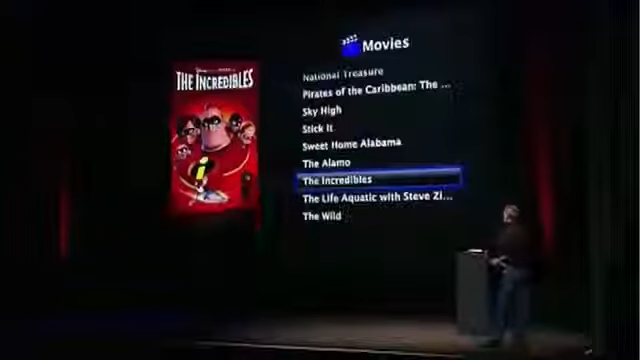 Movies
THE INCREDIBLES
National Treasure
Pirates of the Caribbean: The ...
Sky High
Stick It
Sweet Home Alabama
The Alamo
The Incredibles
The Life Aquatic with Steve Zi...
The Wild